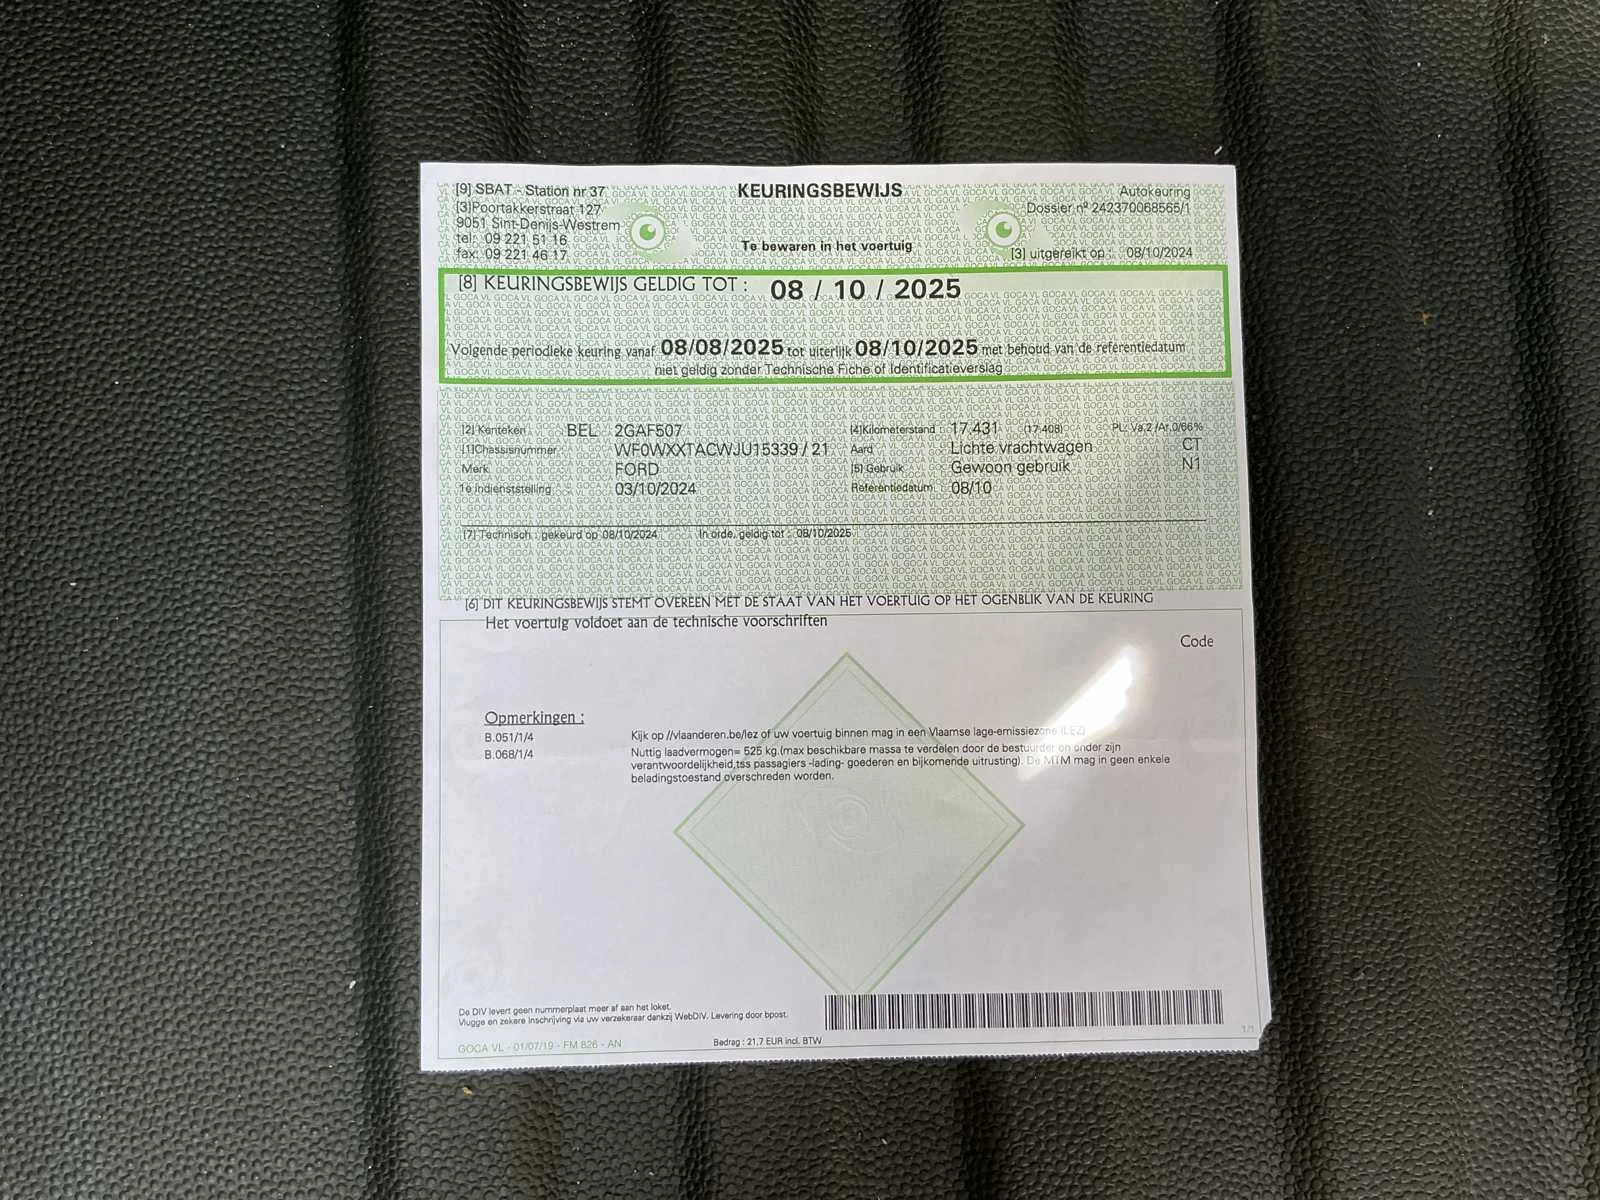 [9] SBAT - Station nr 37
KEURINGSBEWIJS
Autokeuring
[3]Poortakkerstraat 127
Dossier nº 242370068565/1
9051 Sint-Denijs-Westrem
tel: 09 221 51 16
Te bewaren in het voertuig
fax: 09 221 46 17
[3] uitgereikt op : 08/10/2024
[8] KEURINGSBEWIJS GELDIG TOT : 08 / 10 / 2025
Volgende periodieke keuring vanaf 08/08/2025 tot uiterlijk 08/10/2025 met behoud van de referentiedatum
niet geldig zonder Technische Fiche of Identificatieverslag
[2] Kenteken : BEL 2GAF507 [4]Kilometerstand : 17.431 (17.408) PL: Va.2 /Ar.0/66%
[1]Chassisnummer : WF0WXXTACWJU15339 / 21 Aard : Lichte vrachtwagen CT
Merk : FORD [5] Gebruik : Gewoon gebruik N1
1e indienststelling : 03/10/2024 Referentiedatum : 08/10
[7] Technisch : gekeurd op 08/10/2024 In orde, geldig tot : 08/10/2025
[6] DIT KEURINGSBEWIJS STEMT OVEREEN MET DE STAAT VAN HET VOERTUIG OP HET OGENBLIK VAN DE KEURING
Het voertuig voldoet aan de technische voorschriften
Code
Opmerkingen :
B.051/1/4 Kijk op //vlaanderen.be/lez of uw voertuig binnen mag in een Vlaamse lage-emissiezone (LEZ)
B.068/1/4 Nuttig laadvermogen= 525 kg.(max beschikbare massa te verdelen door de bestuurder en onder zijn
verantwoordelijkheid,tss passagiers -lading- goederen en bijkomende uitrusting). De MTM mag in geen enkele
beladingstoestand overschreden worden.
De DIV levert geen nummerplaat meer af aan het loket.
Vlugge en zekere inschrijving via uw verzekeraar dankzij WebDIV. Levering door bpost.
GOCA VL - 01/07/19 - FM 826 - AN
Bedrag : 21,7 EUR incl. BTW
1/1